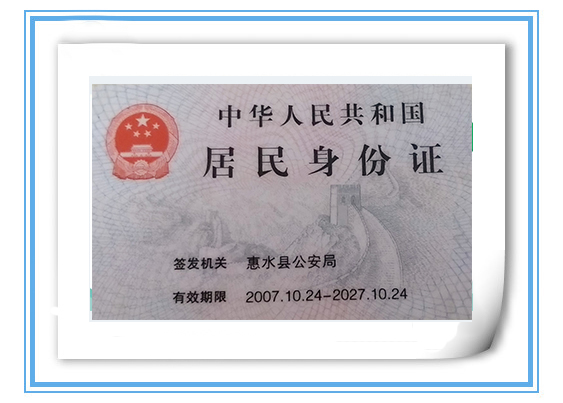 中华人民共和国
居民身份证
签发机关 惠水县公安局
有效期限 2007.10.24-2027.10.24